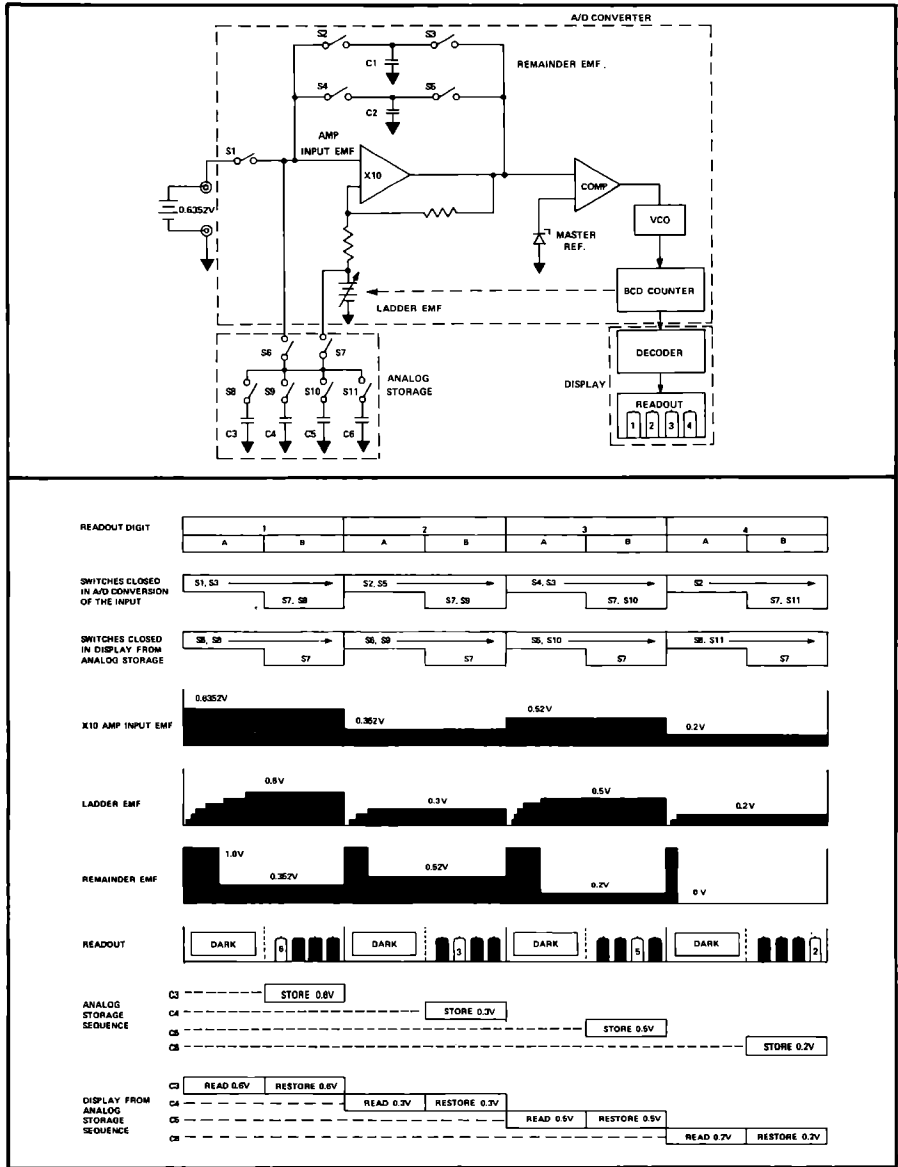 A/D CONVERTER
S2 S3
C1
REMAINDER EMF.
S4 S5
C2
AMP
INPUT EMF
S1
X10
COMP
0.6352V
VCO
MASTER
REF.
LADDER EMF
BCD COUNTER
S6 S7
DECODER
ANALOG
STORAGE
DISPLAY
S8 S9 S10 S11
READOUT
1 2 3 4
C3 C4 C5 C6
READOUT DIGIT 1 2 3 4
A B A B A B A B
SWITCHES CLOSED
IN A/D CONVERSION
OF THE INPUT
S1, S3 S2, S5 S4, S3 S2
S7, S8 S7, S9 S7, S10 S7, S11
SWITCHES CLOSED
IN DISPLAY FROM
ANALOG STORAGE
S6, S8 S6, S9 S6, S10 S6, S11
S7 S7 S7 S7
X10 AMP INPUT EMF
0.6352V 0.352V 0.52V 0.2V
LADDER EMF
0.6V 0.3V 0.5V 0.2V
REMAINDER EMF
1.0V 0.352V 0.52V 0.2V 0V
READOUT
DARK 6 DARK 3 DARK 5 DARK 2
ANALOG
STORAGE
SEQUENCE
C3 STORE 0.6V
C4 STORE 0.3V
C5 STORE 0.5V
C6 STORE 0.2V
DISPLAY FROM
ANALOG
STORAGE
SEQUENCE
C3 READ 0.6V RESTORE 0.6V
C4 READ 0.3V RESTORE 0.3V
C5 READ 0.5V RESTORE 0.5V
C6 READ 0.2V RESTORE 0.2V